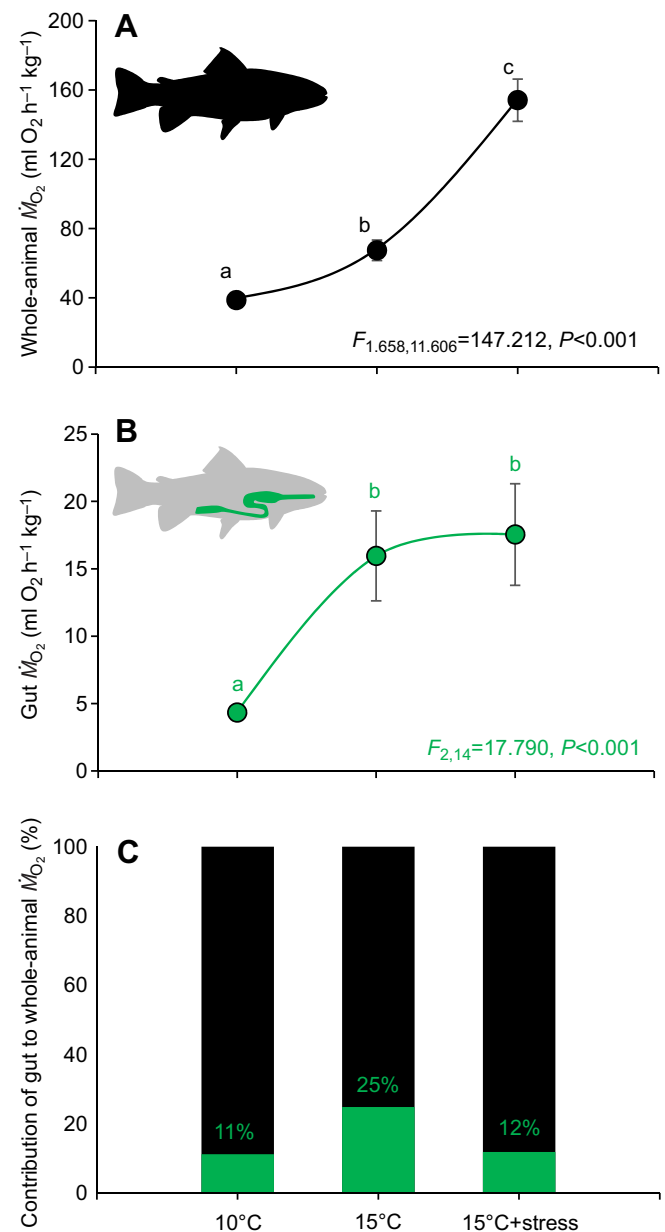 A
Whole-animal ṀO₂ (ml O₂ h⁻¹ kg⁻¹)
200
160
120
80
40
0
a
b
c
F1.658,11.606=147.212, P<0.001
B
Gut ṀO₂ (ml O₂ h⁻¹ kg⁻¹)
25
20
15
10
5
0
a
b
b
F2,14=17.790, P<0.001
C
Contribution of gut to whole-animal ṀO₂ (%)
100
80
60
40
20
0
11%
25%
12%
10°C
15°C
15°C+stress